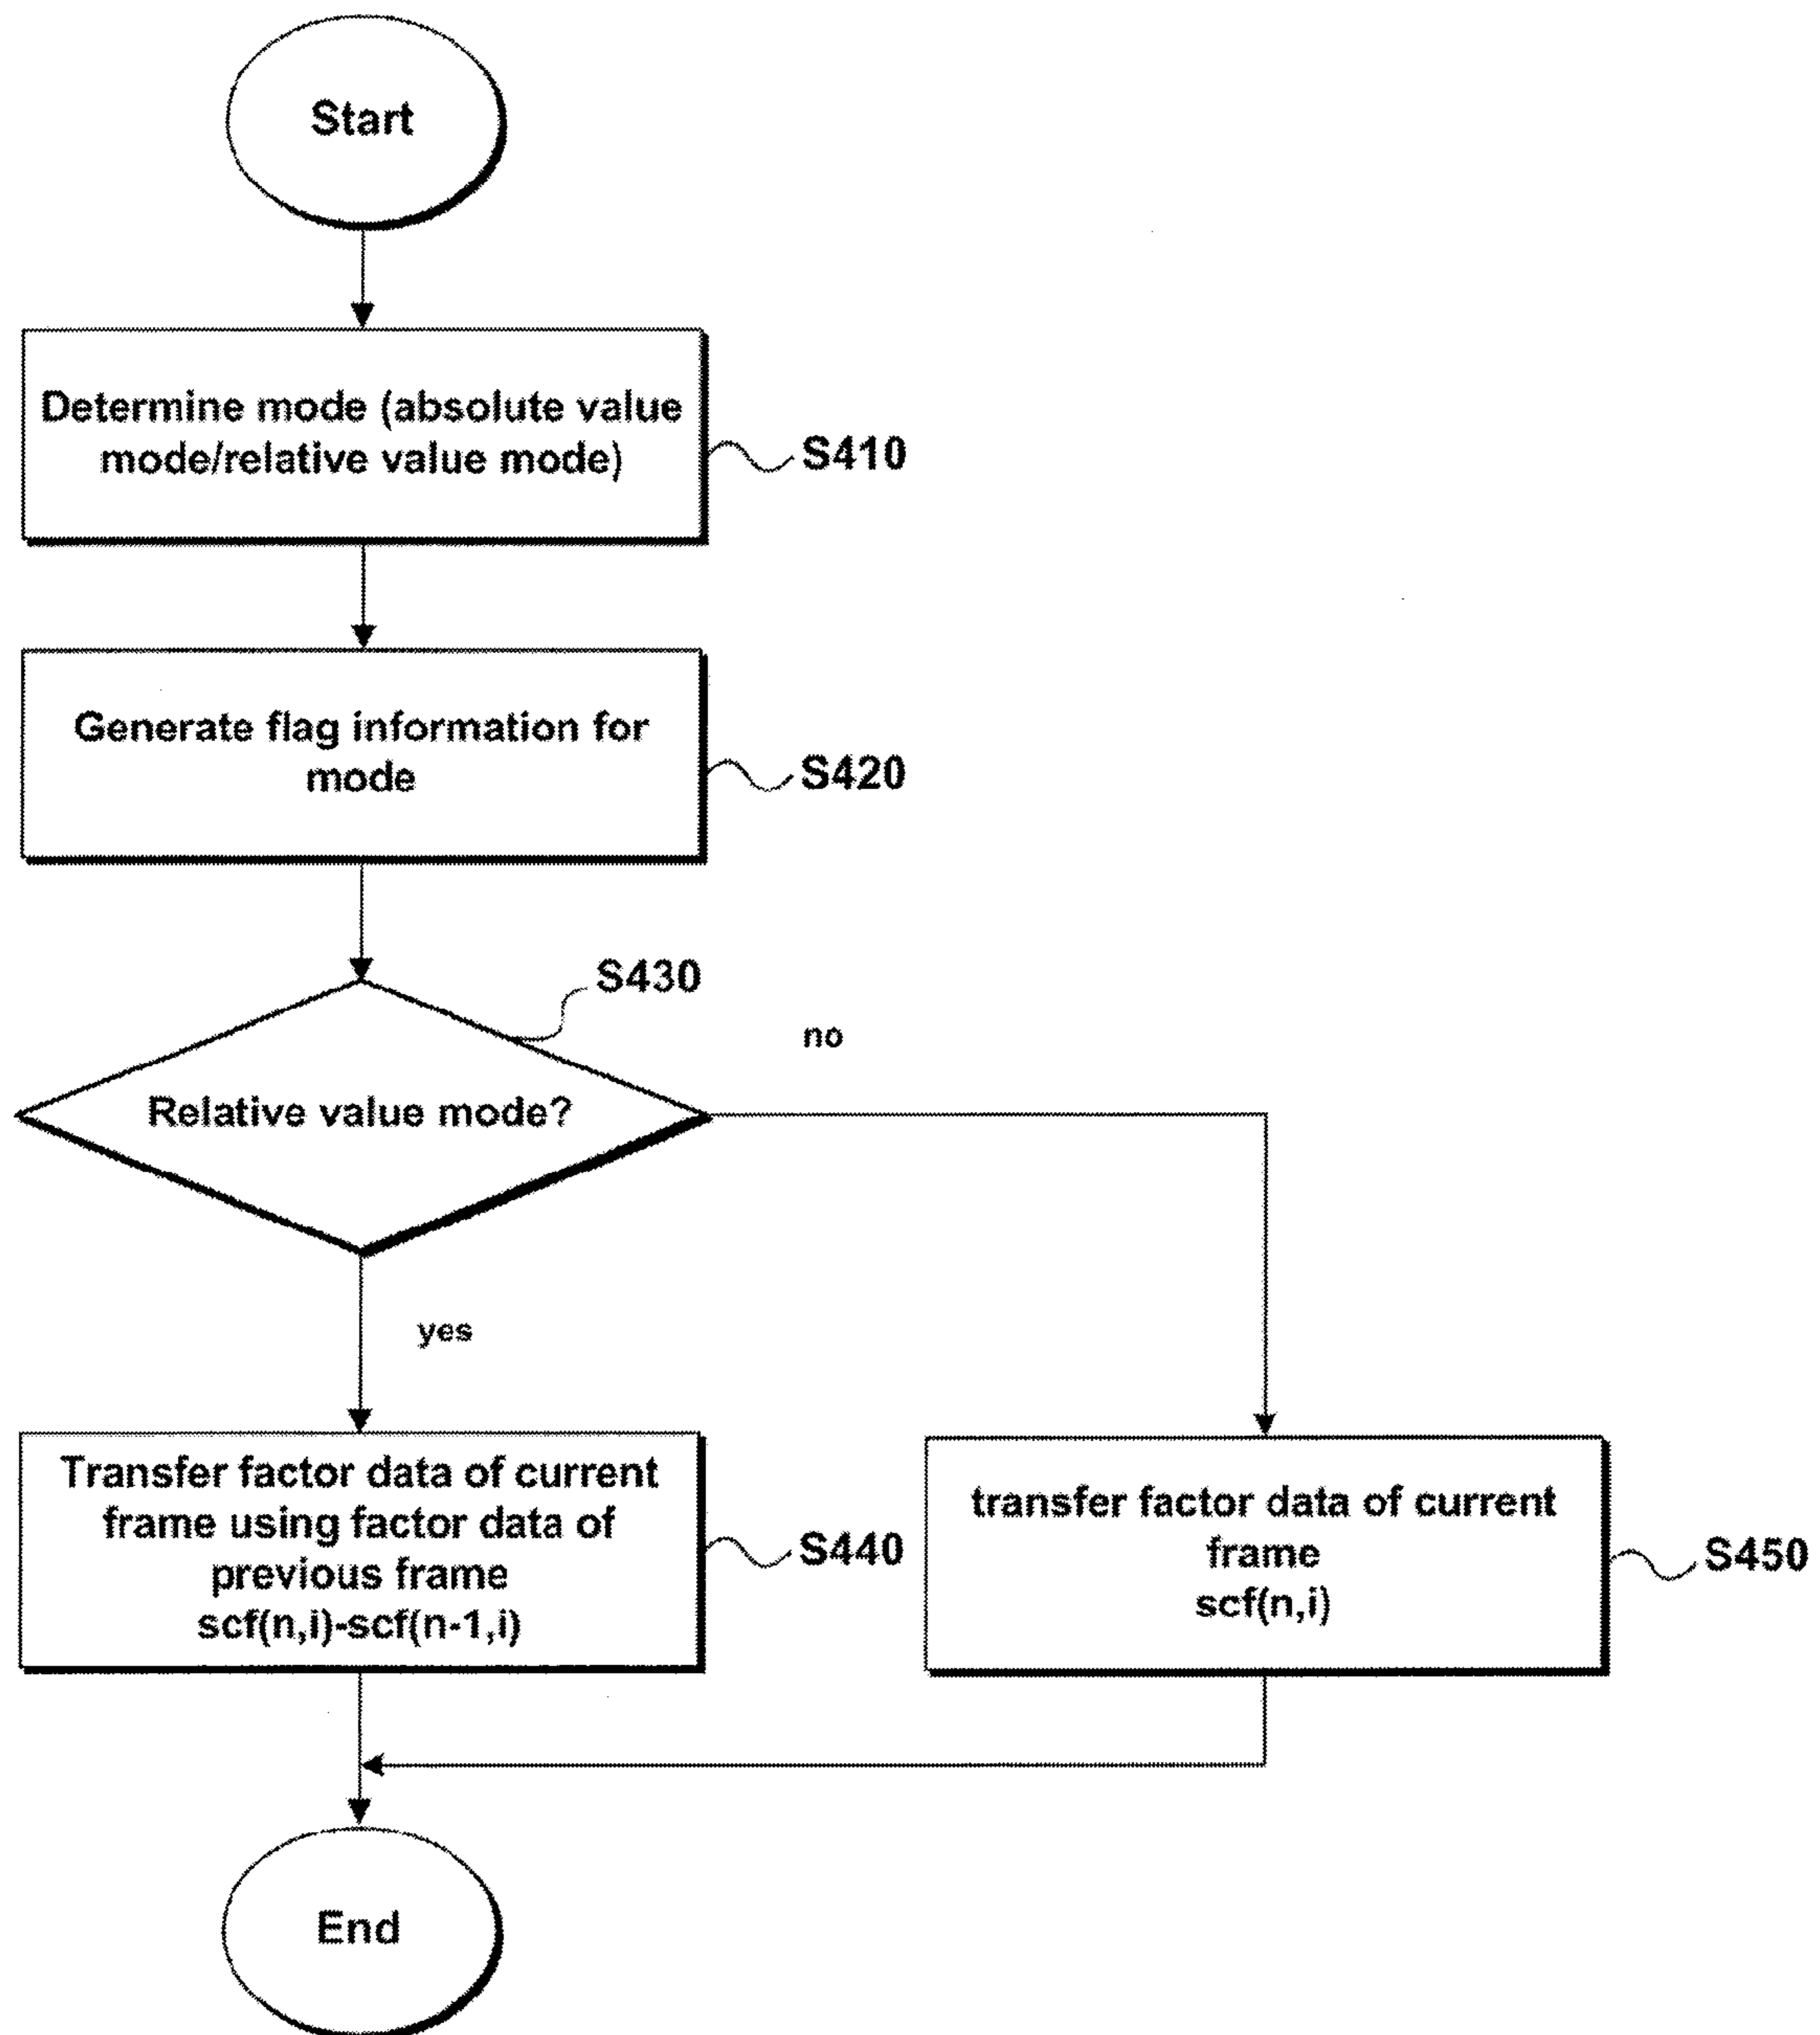 Start
Determine mode (absolute value
mode/relative value mode)
S410
Generate flag information for
mode
S420
S430
no
Relative value mode?
yes
Transfer factor data of current
frame using factor data of
previous frame
scf(n,i)-scf(n-1,i)
S440
transfer factor data of current
frame
scf(n,i)
S450
End